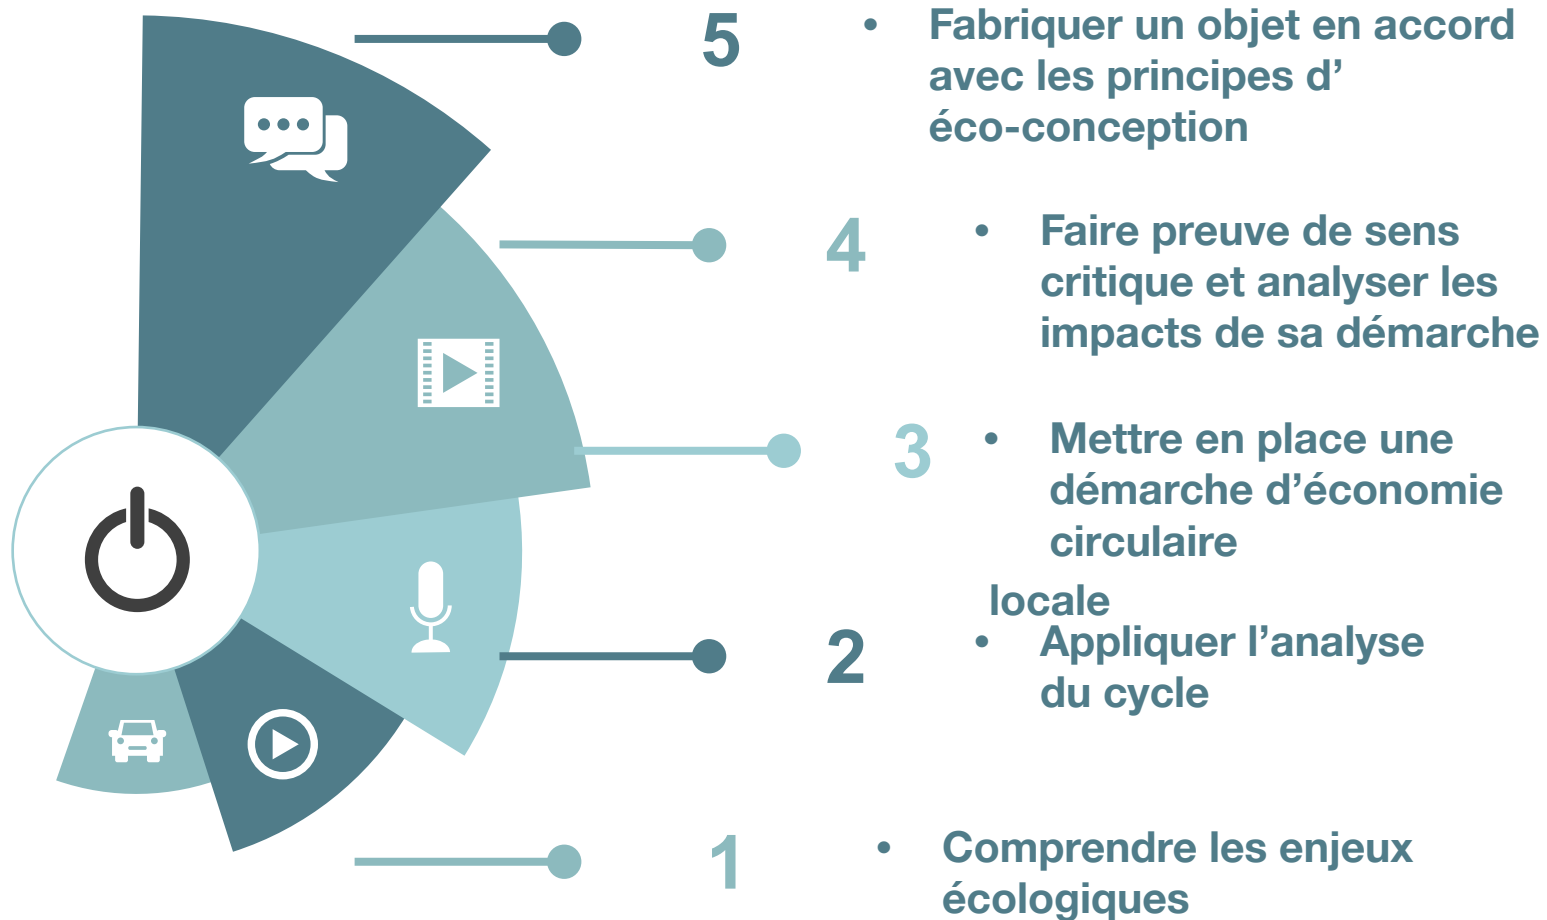 5
• Fabriquer un objet en accord
avec les principes d’
éco-conception
4
• Faire preuve de sens
critique et analyser les
impacts de sa démarche
3
• Mettre en place une
démarche d’économie
circulaire
locale
2
• Appliquer l’analyse
du cycle
1
• Comprendre les enjeux
écologiques